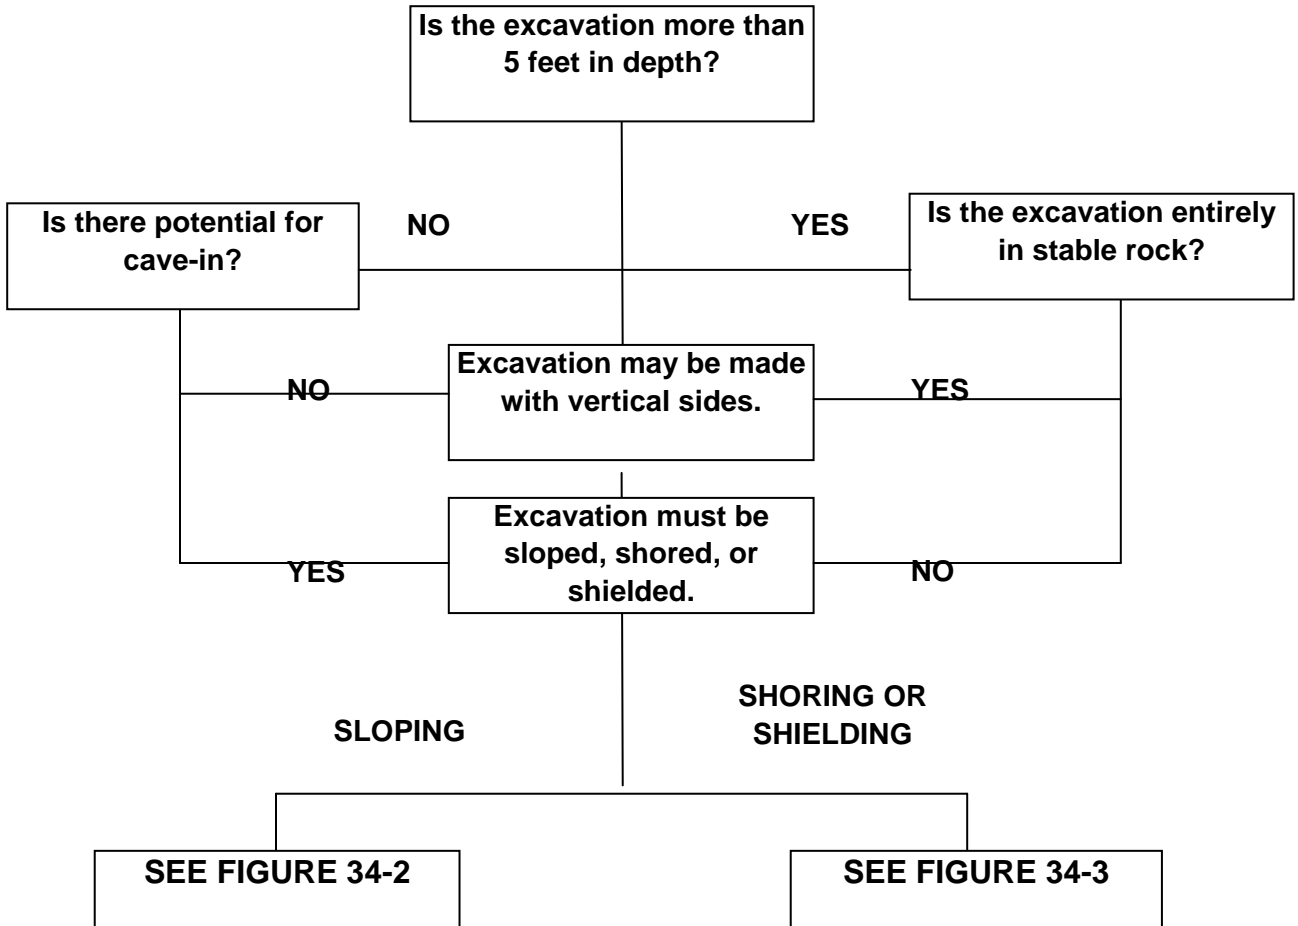 Is the excavation more than
5 feet in depth?
Is there potential for
cave-in?
NO
YES
Is the excavation entirely
in stable rock?
NO
Excavation may be made
with vertical sides.
YES
YES
Excavation must be
sloped, shored, or
shielded.
NO
SLOPING
SHORING OR
SHIELDING
SEE FIGURE 34-2
SEE FIGURE 34-3